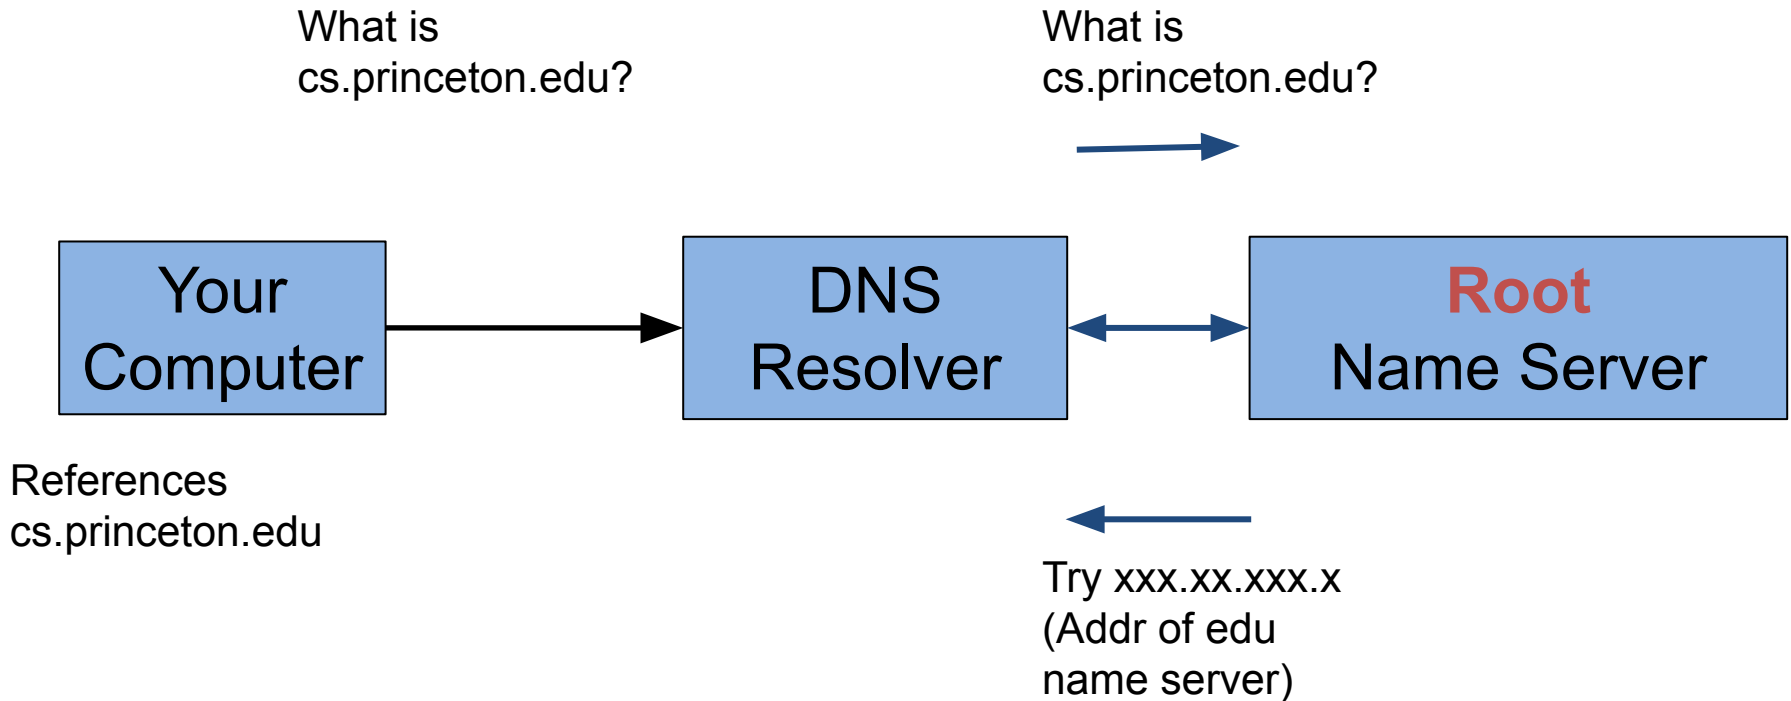 What is
cs.princeton.edu?
What is
cs.princeton.edu?
Your
Computer
DNS
Resolver
Root
Name Server
References
cs.princeton.edu
Try xxx.xx.xxx.x
(Addr of edu
name server)